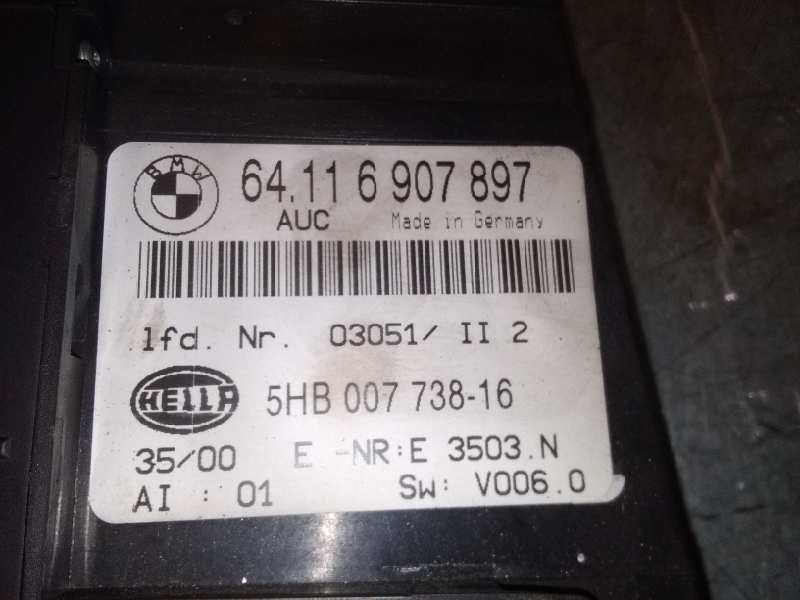 BMW 64.11 6 907 897
AUC Made in Germany
lfd. Nr. 03051/ II 2
HELLA 5HB 007 738-16
35/00 E -NR:E 3503.N
AI : 01 Sw: V006.0